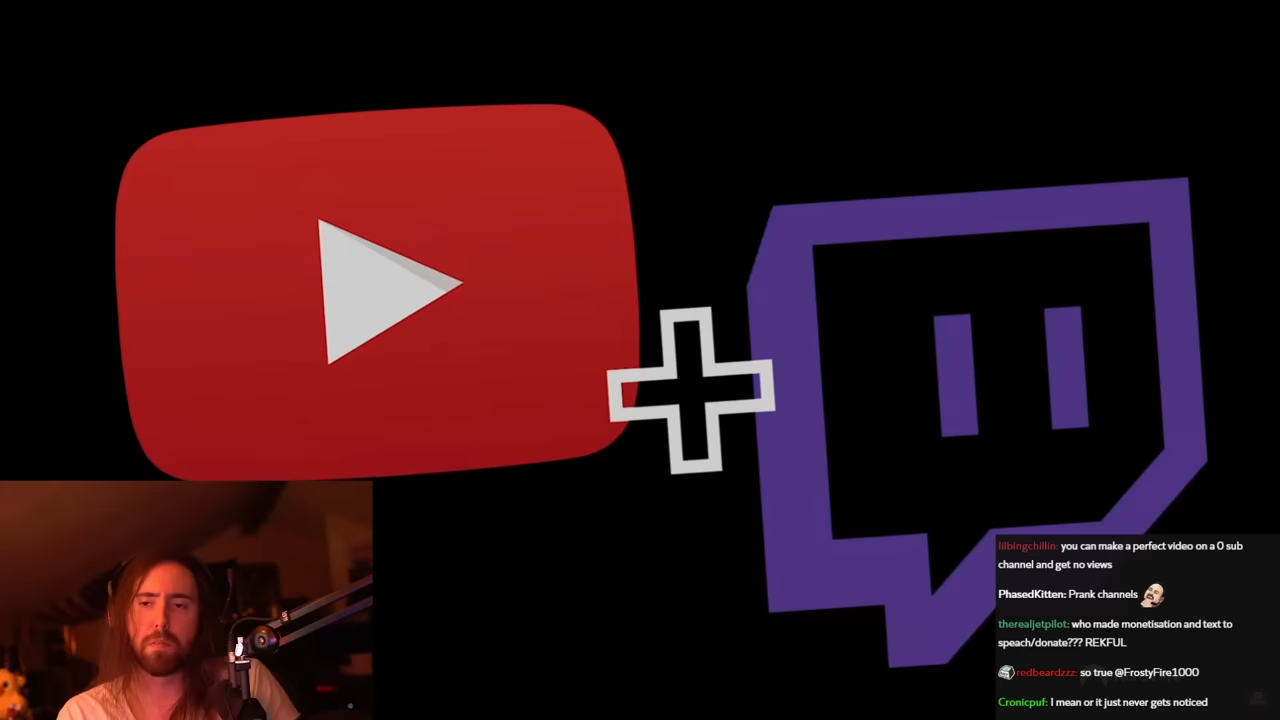 lilbingchillin: you can make a perfect video on a 0 sub
channel and get no views
PhasedKitten: Prank channels
therealjetpilot: who made monetisation and text to
speach/donate??? REKFUL
redbeardzzz: so true @FrostyFire1000
Cronicpuf: I mean or it just never gets noticed